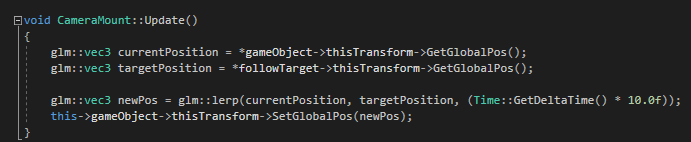 void CameraMount::Update()
{
glm::vec3 currentPosition = *gameObject->thisTransform->GetGlobalPos();
glm::vec3 targetPosition = *followTarget->thisTransform->GetGlobalPos();
glm::vec3 newPos = glm::lerp(currentPosition, targetPosition, (Time::GetDeltaTime() * 10.0f));
this->gameObject->thisTransform->SetGlobalPos(newPos);
}